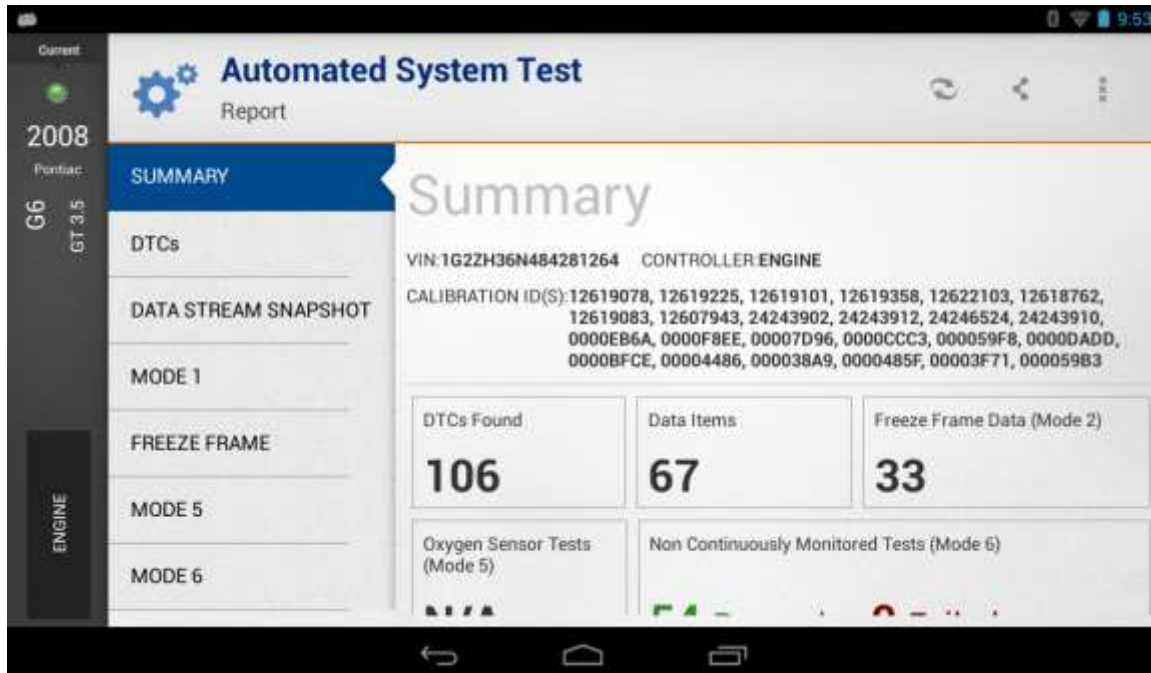 9:53
Current
2008
Pontiac
G6
GT 3.5
ENGINE
Automated System Test
Report
SUMMARY
DTCs
DATA STREAM SNAPSHOT
MODE 1
FREEZE FRAME
MODE 5
MODE 6
Summary
VIN:1G2ZH36N484281264 CONTROLLER:ENGINE
CALIBRATION ID(S):12619078, 12619225, 12619101, 12619358, 12622103, 12618762,
12619083, 12607943, 24243902, 24243912, 24246524, 24243910,
0000EB6A, 0000F8EE, 00007D96, 0000CCC3, 000059F8, 0000DADD,
0000BFCE, 00004486, 000038A9, 0000485F, 00003F71, 000059B3
DTCs Found
106
Data Items
67
Freeze Frame Data (Mode 2)
33
Oxygen Sensor Tests
(Mode 5)
N/A
Non Continuously Monitored Tests (Mode 6)